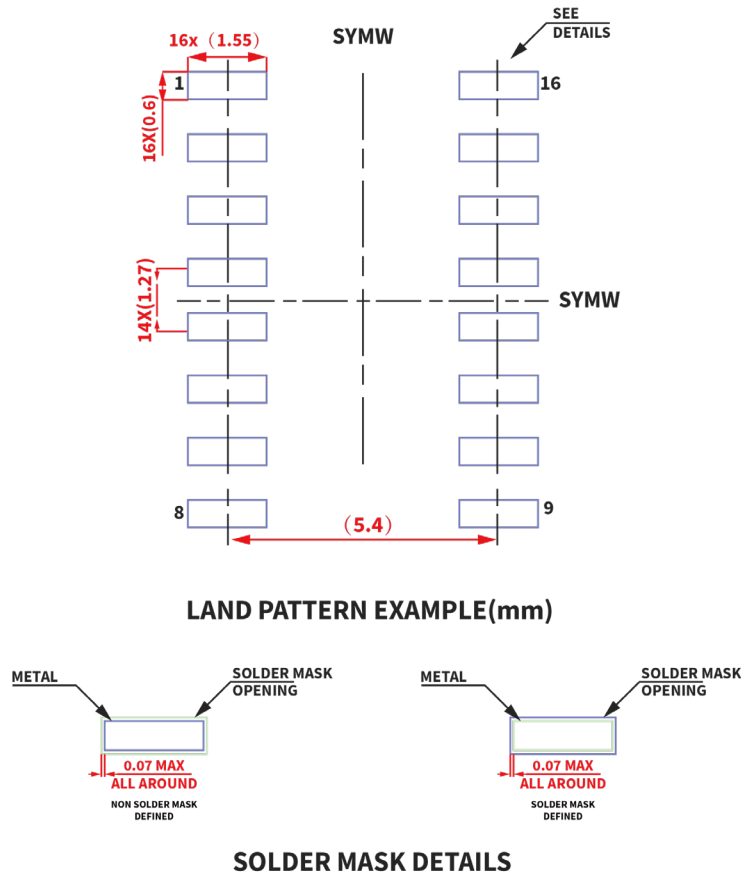 SEE
DETAILS
SYMW
16x（1.55）
1
16
16X(0.6)
14X(1.27)
SYMW
8
9
（5.4）
LAND PATTERN EXAMPLE(mm)
METAL
SOLDER MASK
OPENING
0.07 MAX
ALL AROUND
NON SOLDER MASK
DEFINED
METAL
SOLDER MASK
OPENING
0.07 MAX
ALL AROUND
SOLDER MASK
DEFINED
SOLDER MASK DETAILS